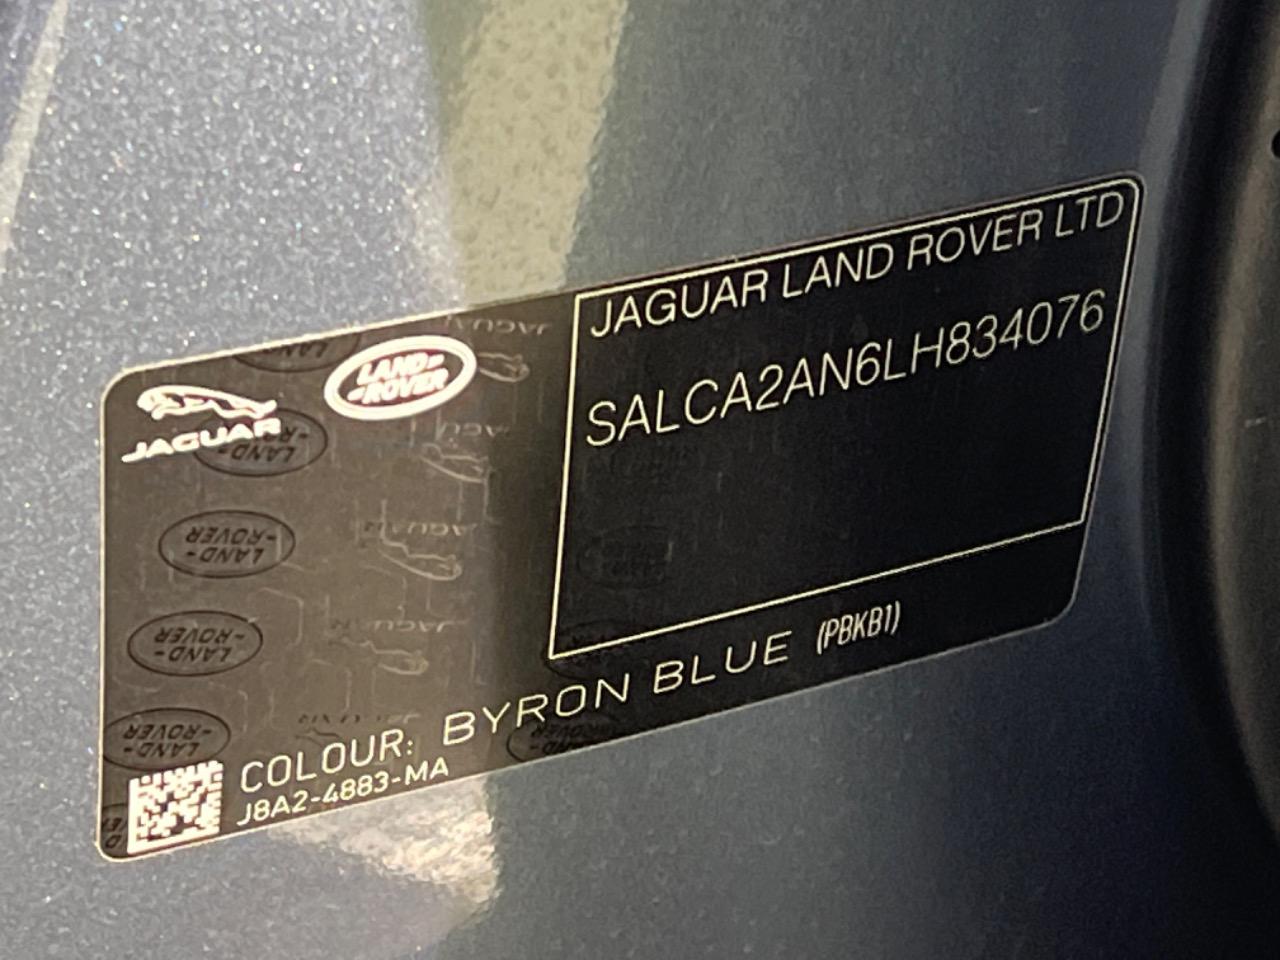 JAGUAR LAND ROVER LTD
SALCA2AN6LH834076
JAGUAR
LAND-
-ROVER
COLOUR: BYRON BLUE (PBKB1)
J8A2-4883-MA